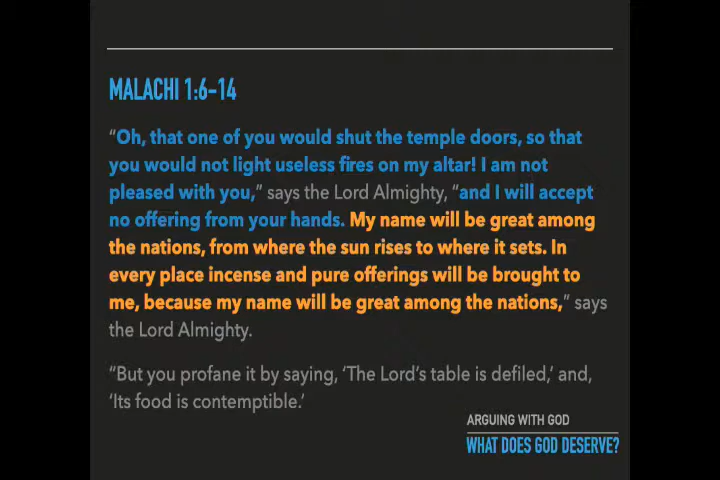 MALACHI 1:6–14
“Oh, that one of you would shut the temple doors, so that
you would not light useless fires on my altar! I am not
pleased with you,” says the Lord Almighty, “and I will accept
no offering from your hands. My name will be great among
the nations, from where the sun rises to where it sets. In
every place incense and pure offerings will be brought to
me, because my name will be great among the nations,” says
the Lord Almighty.
“But you profane it by saying, ‘The Lord’s table is defiled,’ and,
‘Its food is contemptible.’
ARGUING WITH GOD
WHAT DOES GOD DESERVE?